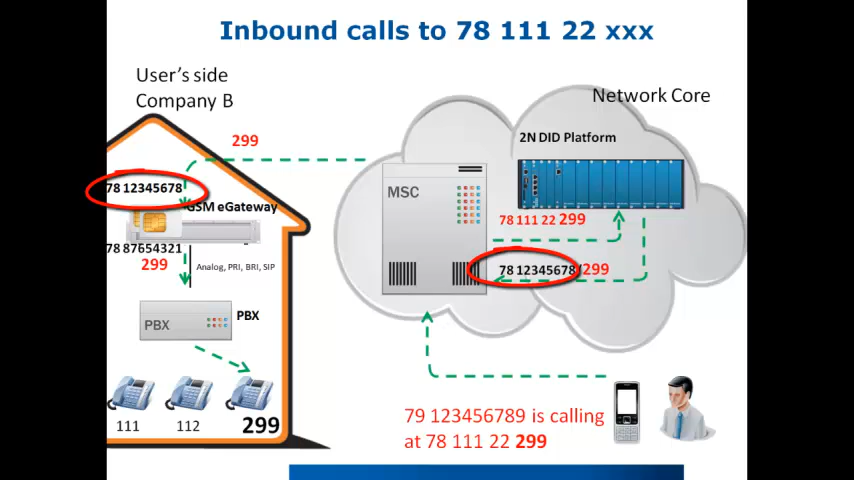 Inbound calls to 78 111 22 xxx
User's side
Company B
Network Core
2N DID Platform
299
MSC
78 12345678
GSM eGateway
78 111 22 299
78 87654321
299
Analog, PRI, BRI, SIP
78 12345678/299
PBX
PBX
111
112
299
79 123456789 is calling
at 78 111 22 299